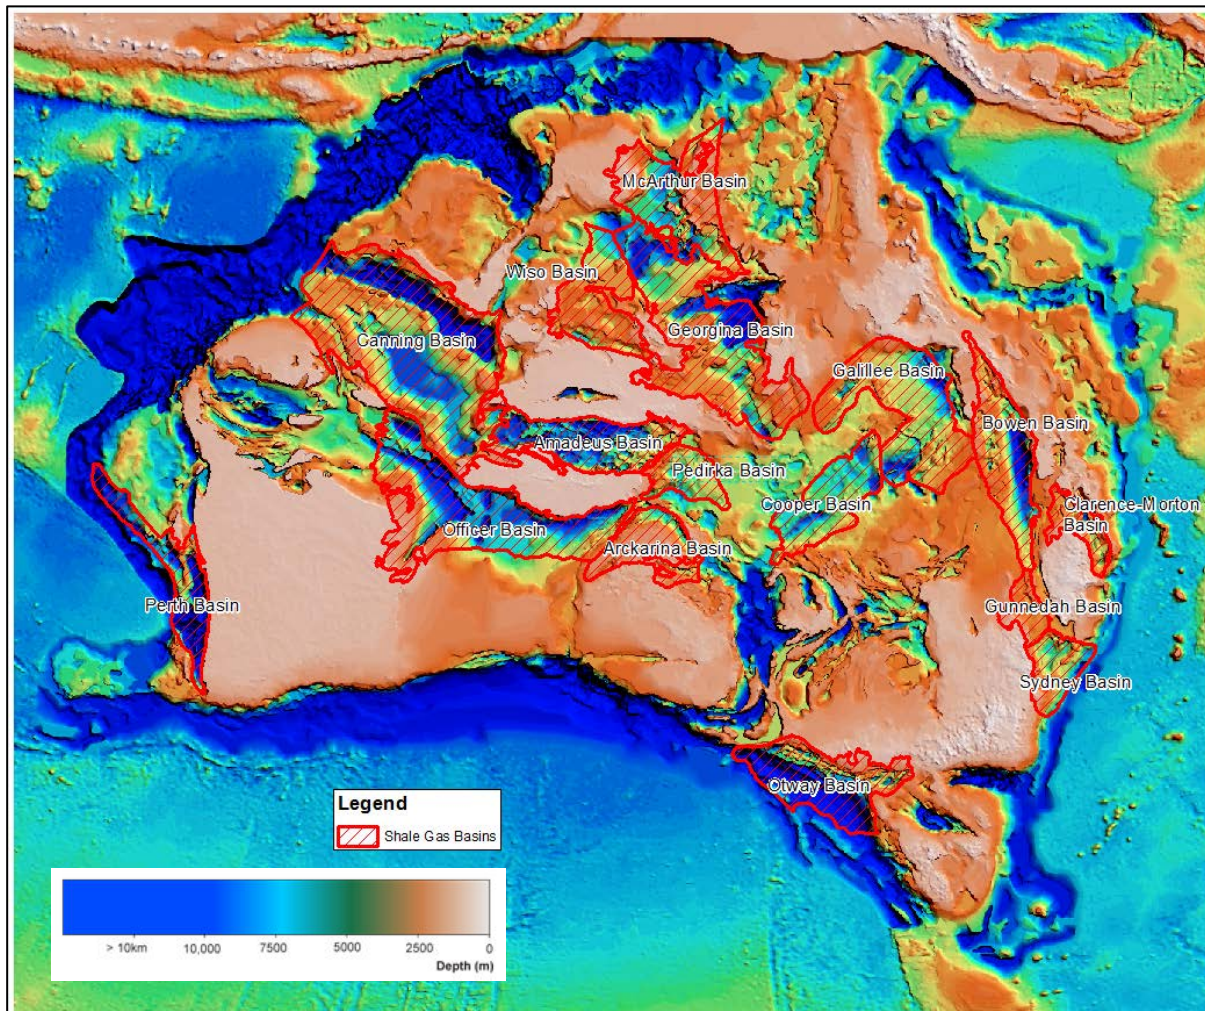 McArthur Basin
Wiso Basin
Georgina Basin
Canning Basin
Galillee Basin
Bowen Basin
Amadeus Basin
Pedirka Basin
Cooper Basin
Clarence-Morton
Basin
Officer Basin
Arckarina Basin
Perth Basin
Gunnedah Basin
Sydney Basin
Otway Basin
Legend
Shale Gas Basins
> 10km 10,000 7500 5000 2500 0
Depth (m)